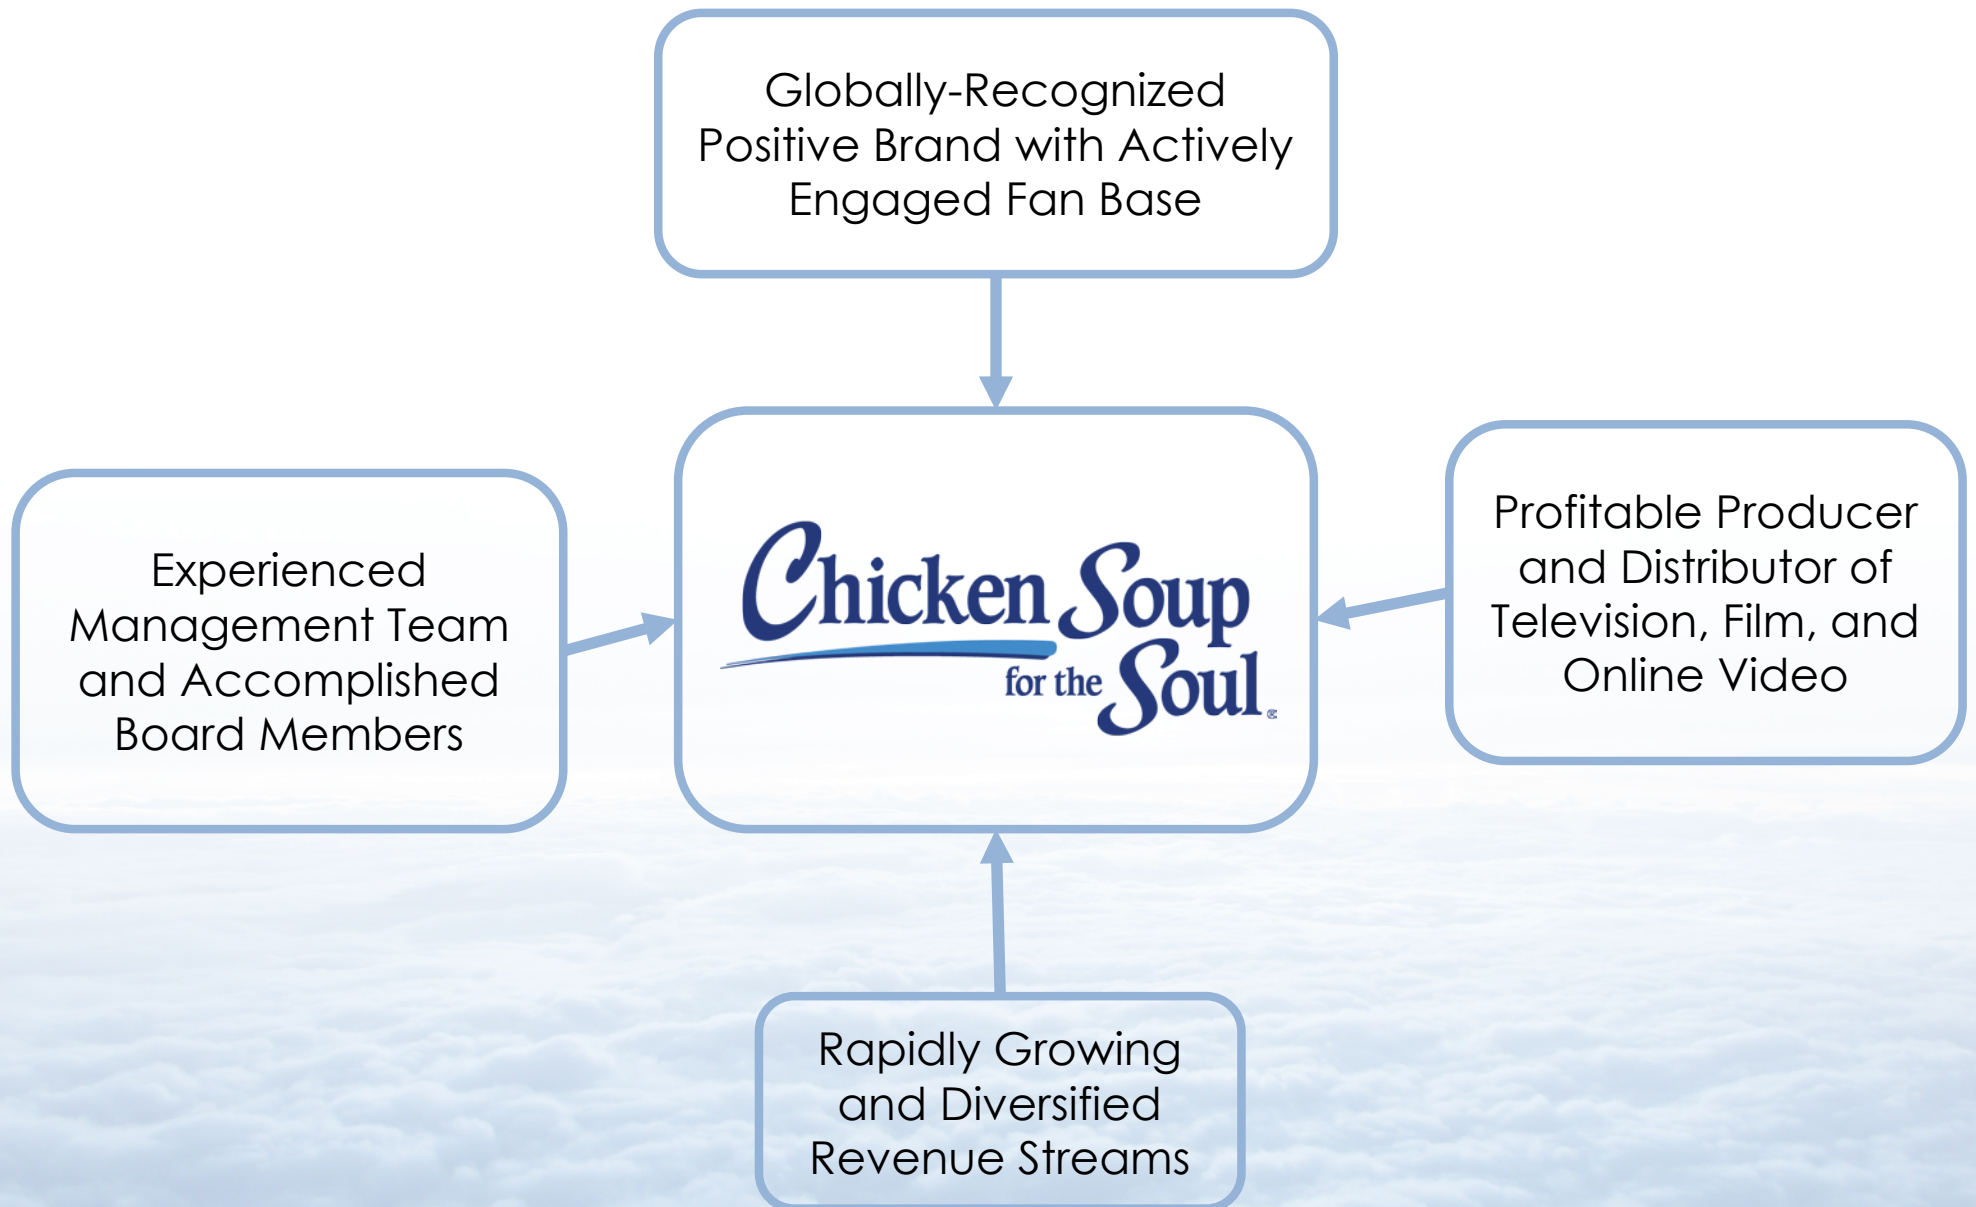 Globally-Recognized
Positive Brand with Actively
Engaged Fan Base
Experienced
Management Team
and Accomplished
Board Members
Chicken Soup
for the Soul
Profitable Producer
and Distributor of
Television, Film, and
Online Video
Rapidly Growing
and Diversified
Revenue Streams